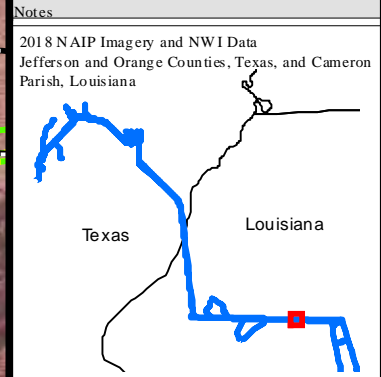 Notes
2018 NAIP Imagery and NWI Data
Jefferson and Orange Counties, Texas, and Cameron
Parish, Louisiana
Texas
Louisiana